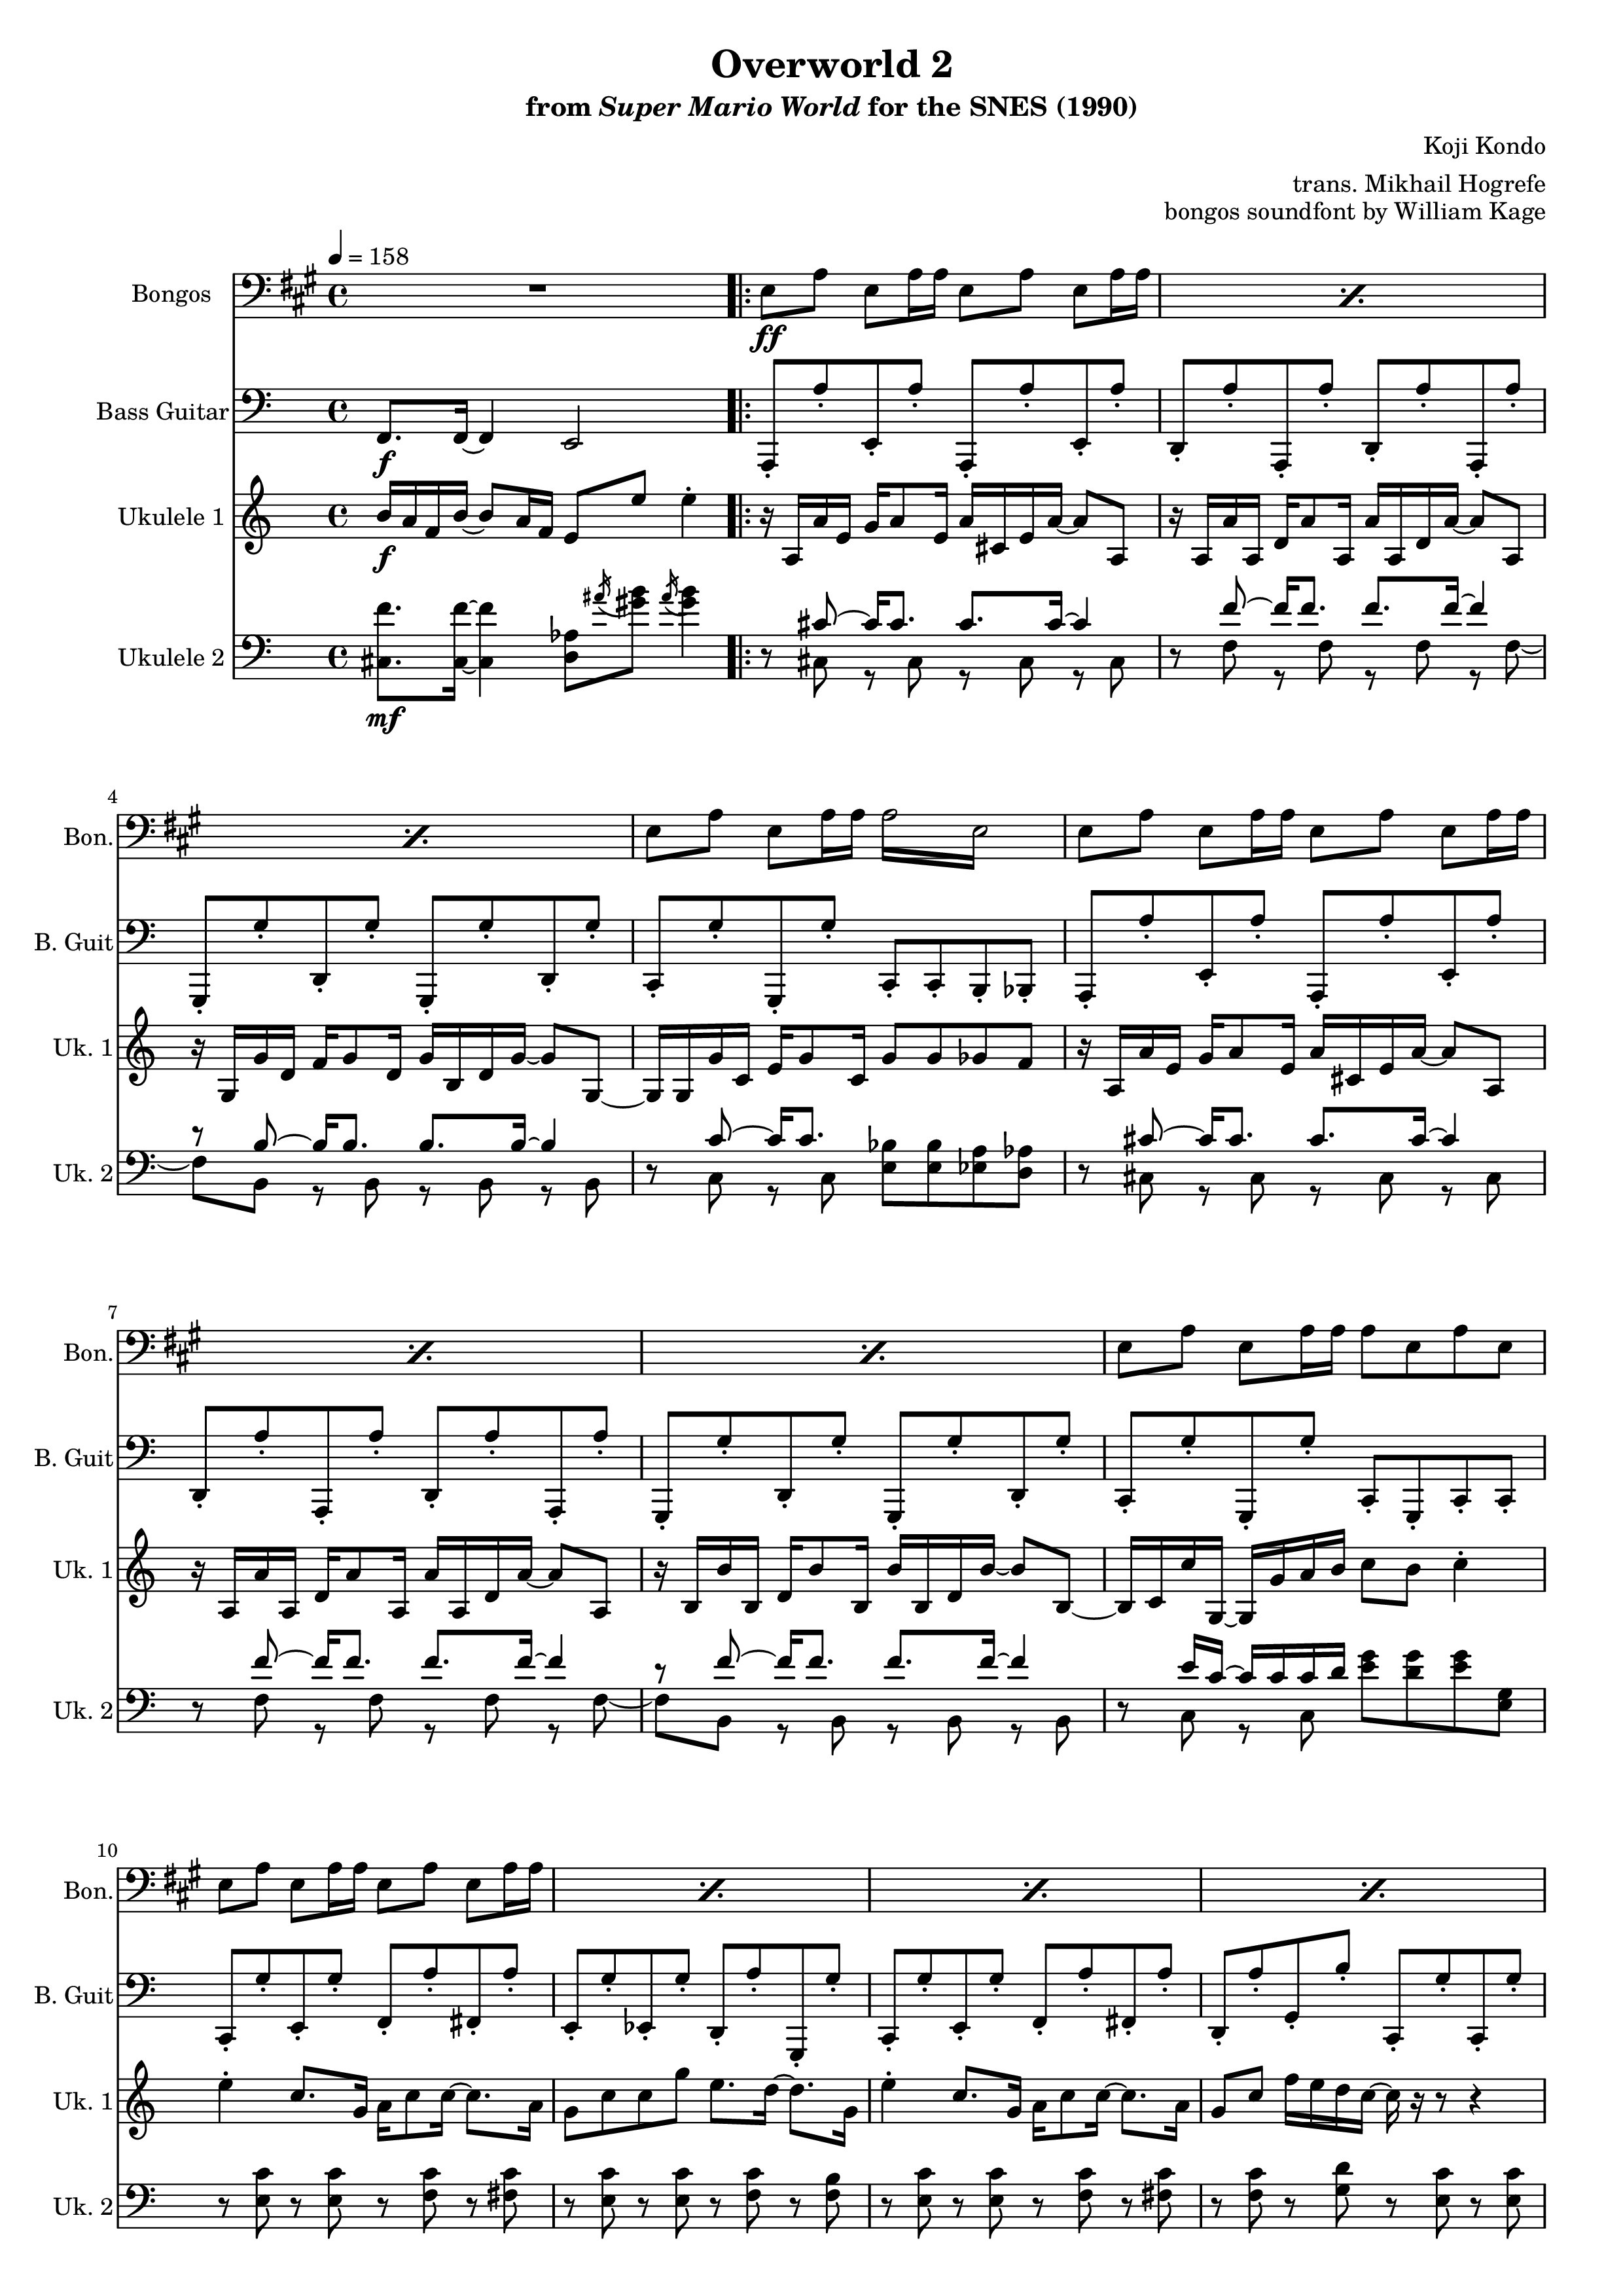 Overworld 2
from Super Mario World for the SNES (1990)
Koji Kondo
trans. Mikhail Hogrefe
bongos soundfont by William Kage
= 158
Bongos
ff
Bass Guitar
f
Ukulele 1
f
Ukulele 2
mf
4
Bon.
B. Guit
Uk. 1
Uk. 2
7
Bon.
B. Guit
Uk. 1
Uk. 2
10
Bon.
B. Guit
Uk. 1
Uk. 2